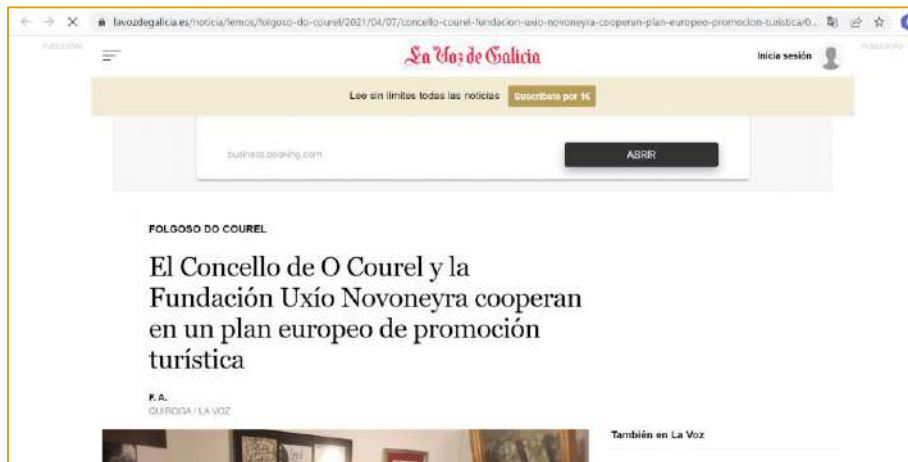 lavozdegalicia.es/noticia/lemos/folgoso-do-courel/2021/04/07/concello-courel-fundacion-uxio-novoneyra-cooperan-plan-europeo-promocion-turistica/0...
La Voz de Galicia
Inicia sesión
Lee sin límites todas las noticias Suscríbete por 1€
business.booking.com
ABRIR
FOLGOSO DO COUREL
El Concello de O Courel y la
Fundación Uxío Novoneyra cooperan
en un plan europeo de promoción
turística
F. A.
QUIROGA / LA VOZ
También en La Voz